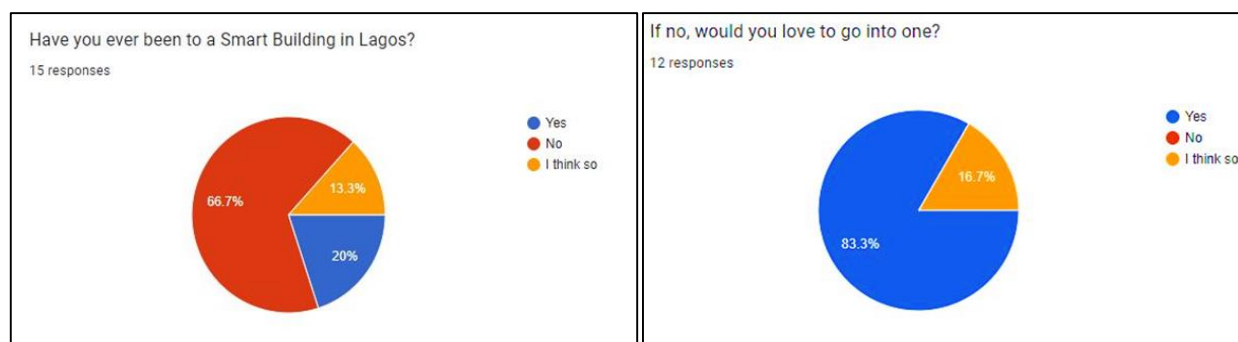 Have you ever been to a Smart Building in Lagos?
15 responses
Yes
No
I think so
66.7%
13.3%
20%
If no, would you love to go into one?
12 responses
Yes
No
I think so
16.7%
83.3%